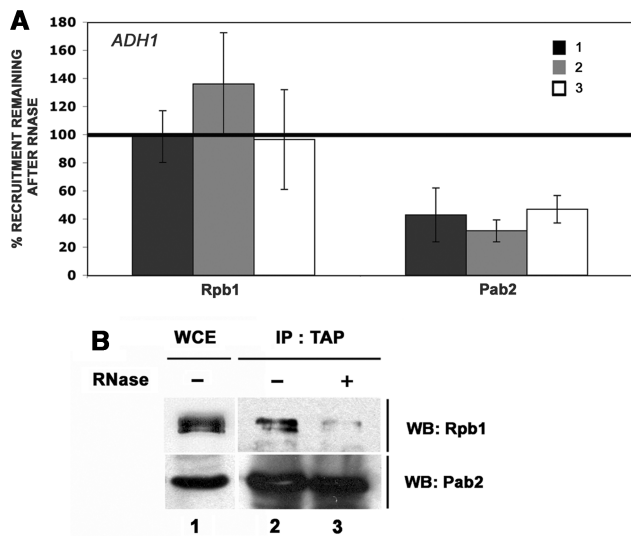 A
% RECRUITMENT REMAINING
AFTER RNASE
180
160
140
120
100
80
60
40
20
0
ADH1
1
2
3
Rpb1
Pab2
B
WCE
IP : TAP
RNase
–
–
+
WB: Rpb1
WB: Pab2
1
2
3